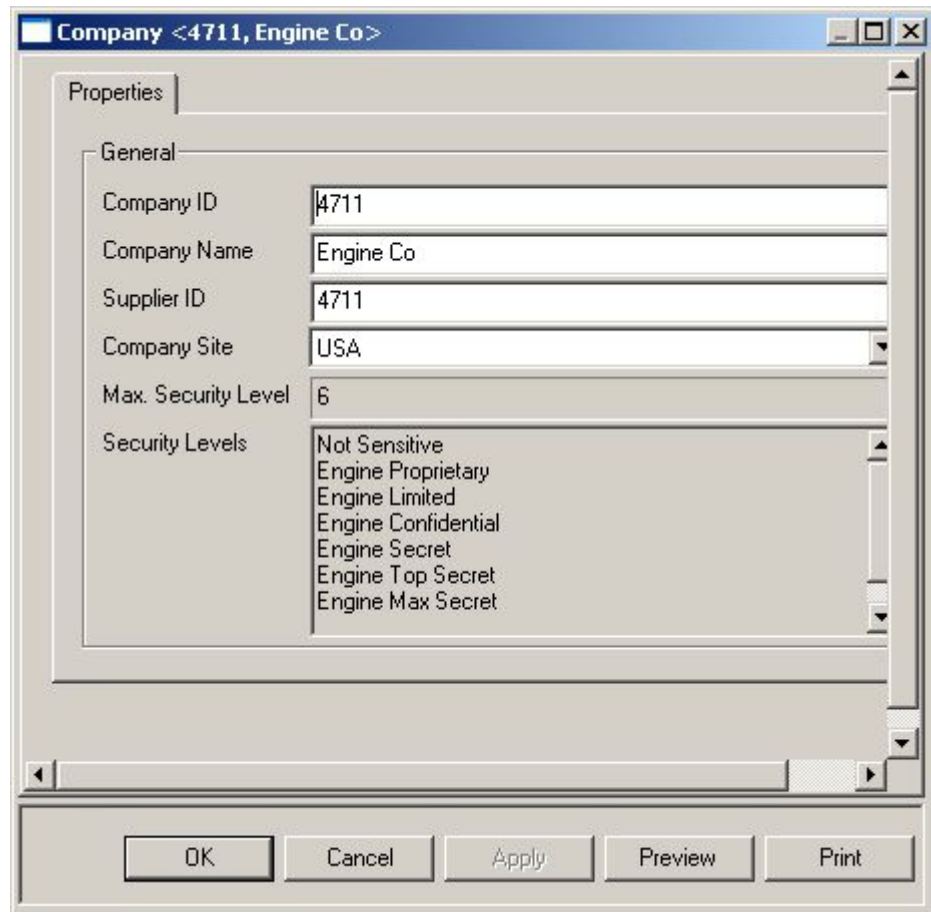 Company <4711, Engine Co>
Properties
General
Company ID 4711
Company Name Engine Co
Supplier ID 4711
Company Site USA
Max. Security Level 6
Security Levels Not Sensitive
Engine Proprietary
Engine Limited
Engine Confidential
Engine Secret
Engine Top Secret
Engine Max Secret
OK Cancel Apply Preview Print